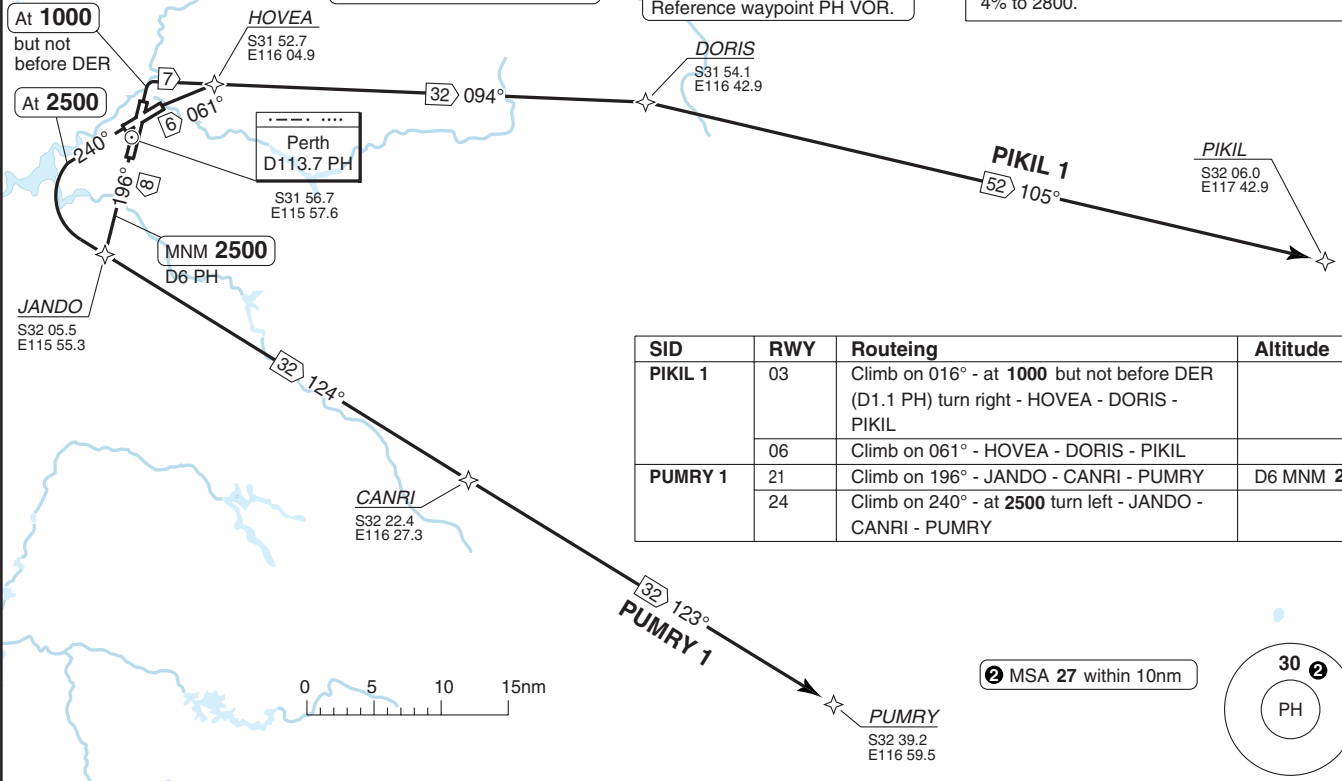 At 1000
but not
before DER
HOVEA
S31 52.7
E116 04.9
Reference waypoint PH VOR.
4% to 2800.
DORIS
S31 54.1
E116 42.9
At 2500
7
6
061°
32
094°
240°
196°
8
Perth
D113.7 PH
S31 56.7
E115 57.6
MNM 2500
D6 PH
PIKIL 1
52
105°
PIKIL
S32 06.0
E117 42.9
JANDO
S32 05.5
E115 55.3
32
124°
CANRI
S32 22.4
E116 27.3
SID RWY Routeing Altitude
PIKIL 1 03 Climb on 016° - at 1000 but not before DER
(D1.1 PH) turn right - HOVEA - DORIS -
PIKIL
06 Climb on 061° - HOVEA - DORIS - PIKIL
PUMRY 1 21 Climb on 196° - JANDO - CANRI - PUMRY D6 MNM 2
24 Climb on 240° - at 2500 turn left - JANDO -
CANRI - PUMRY
32
123°
PUMRY 1
0 5 10 15nm
PUMRY
S32 39.2
E116 59.5
2 MSA 27 within 10nm
30 2
PH